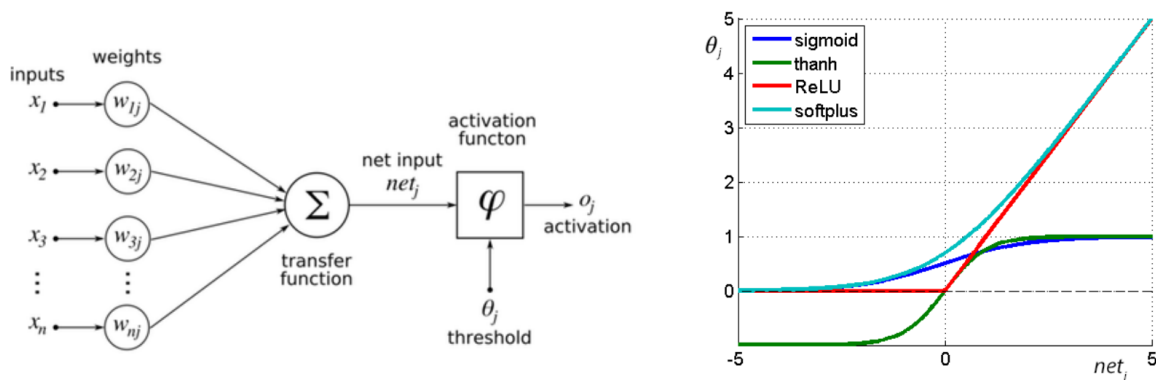 weights
inputs
x₁
w₁ⱼ
x₂
w₂ⱼ
x₃
w₃ⱼ
⋮
⋮
xₙ
wₙⱼ
Σ
transfer
function
net input
netⱼ
activation
functon
φ
oⱼ
activation
θⱼ
threshold
θⱼ
sigmoid
thanh
ReLU
softplus
5
4
3
2
1
0
-5
0
5
netⱼ